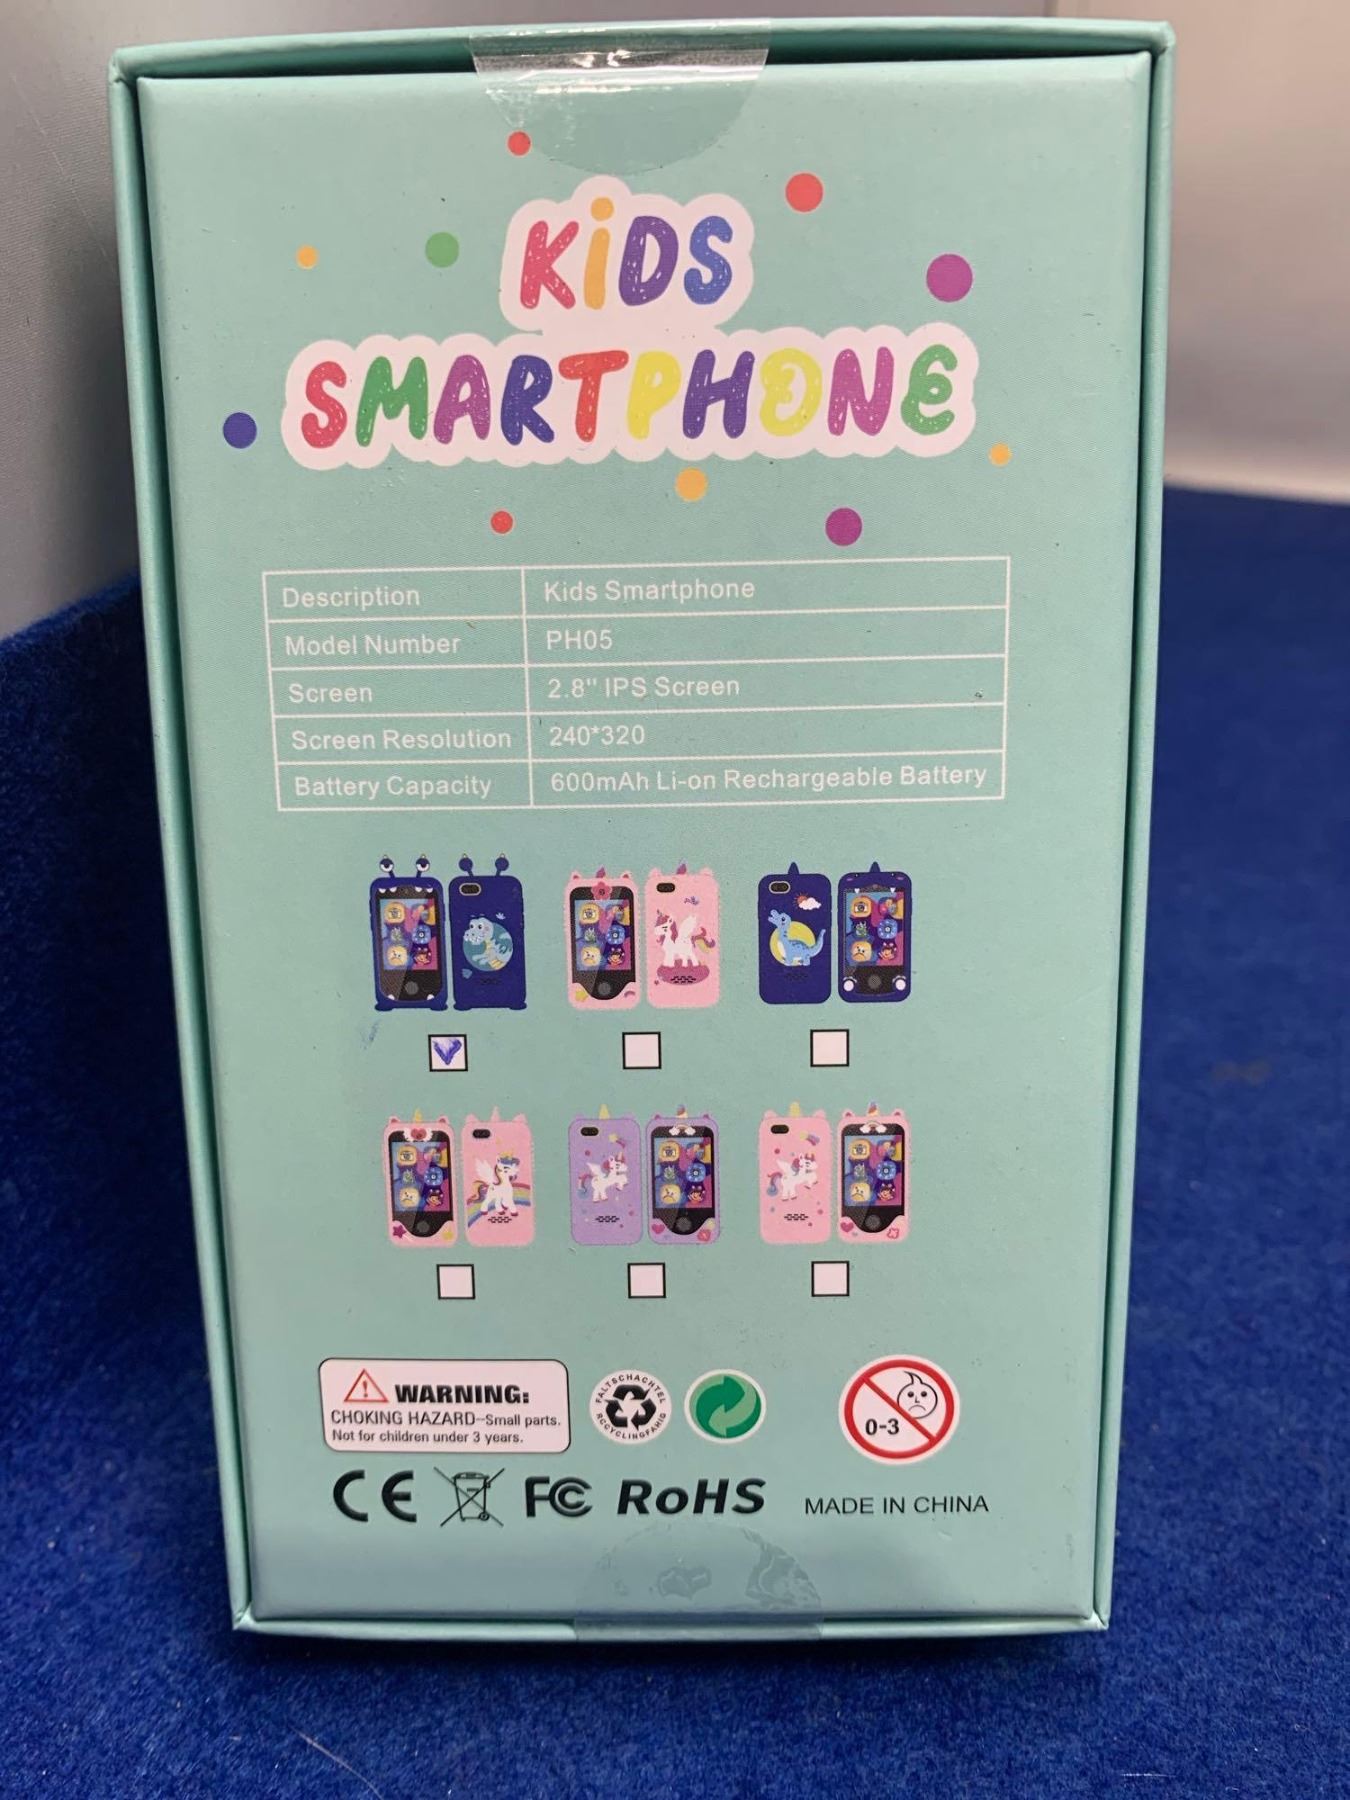 KiDS
SMARTPHONE
Description Kids Smartphone
Model Number PH05
Screen 2.8" IPS Screen
Screen Resolution 240*320
Battery Capacity 600mAh Li-on Rechargeable Battery
WARNING:
CHOKING HAZARD--Small parts.
Not for children under 3 years.
FALTSCHACHTEL
RCCYCLINGFAHIG
0-3
CE FC RoHS MADE IN CHINA